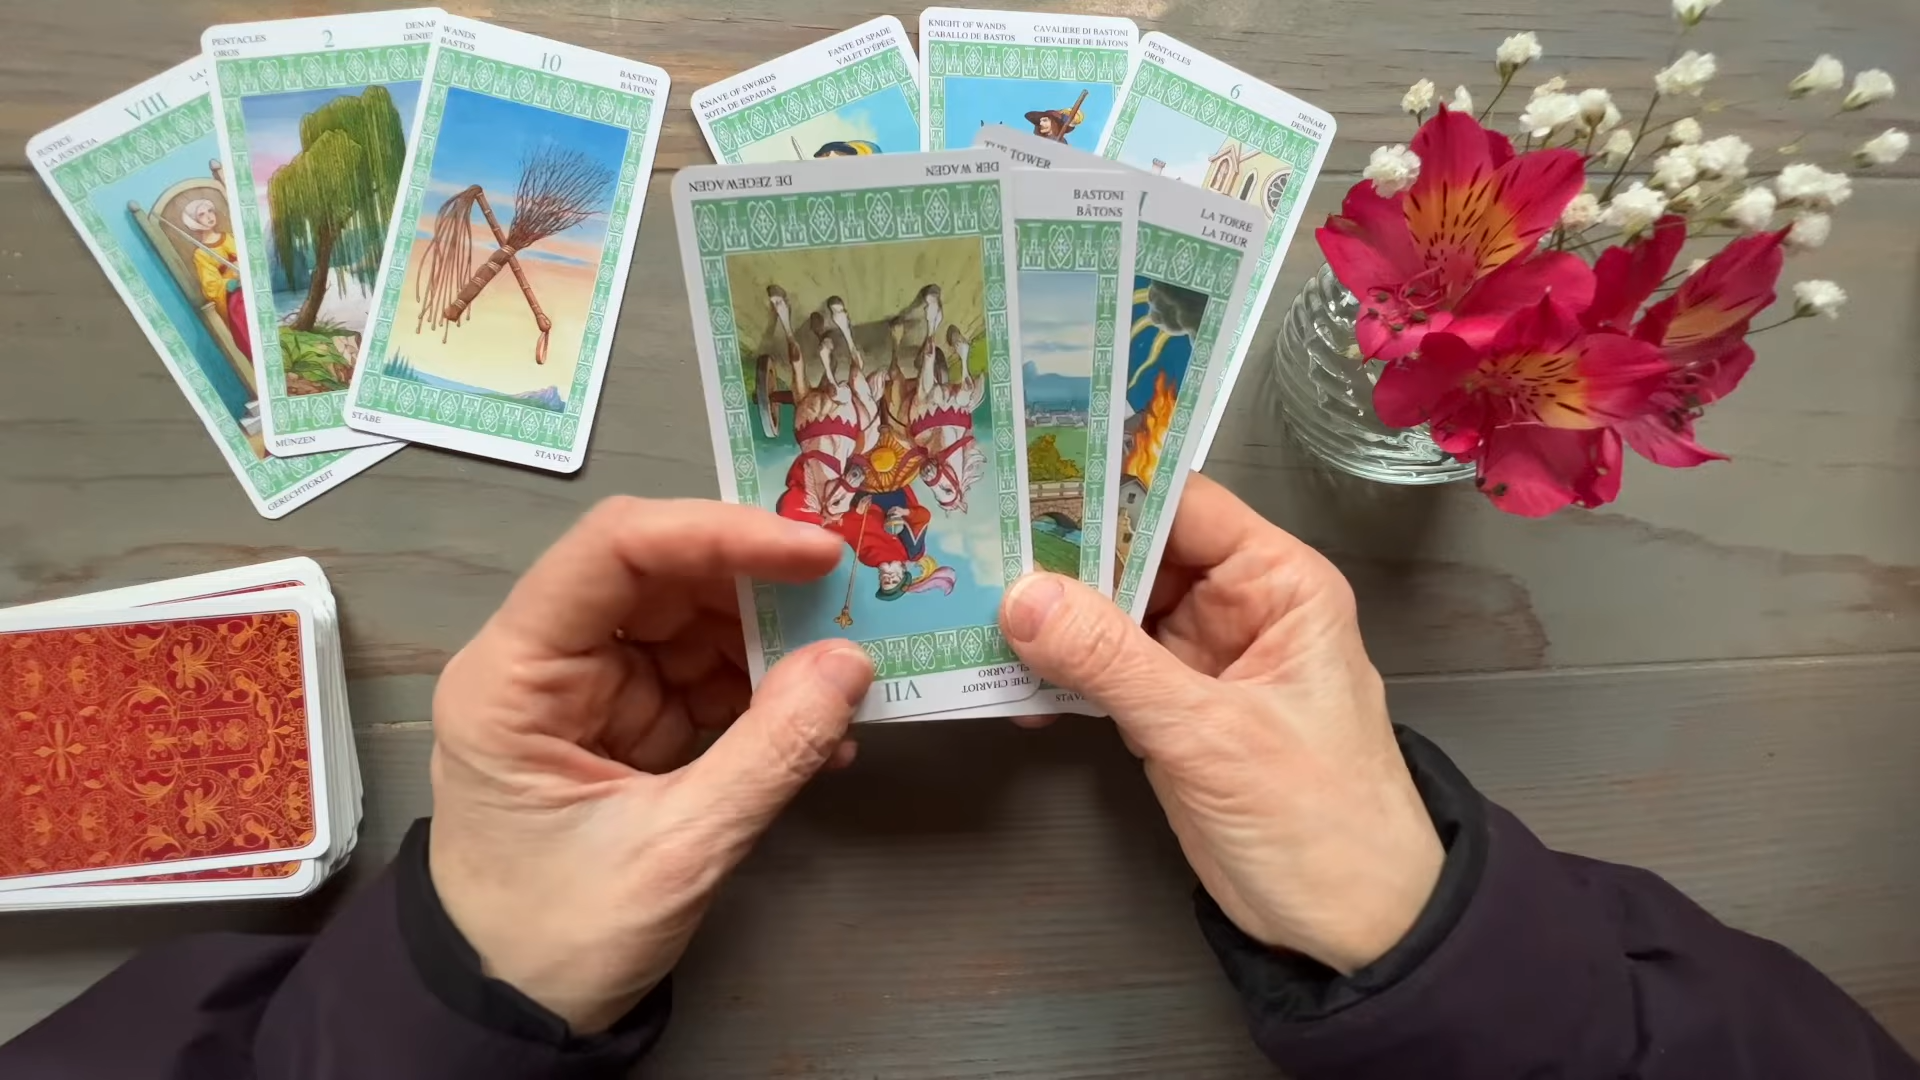 JUSTICE
LA JUSTICIA
VIII
GERECHTIGKEIT
PENTACLES
OROS
2
MÜNZEN
WANDS
BASTOS
10
BASTONI
BÂTONS
STÄBE
STAVEN
KNAVE OF SWORDS
SOTA DE ESPADAS
FANTE DI SPADE
VALET D'ÉPÉES
KNIGHT OF WANDS
CABALLO DE BASTOS
CAVALIERE DI BASTONI
CHEVALIER DE BÂTONS
PENTACLES
OROS
6
DENARI
DENIERS
THE TOWER
LA TORRE
LA TOUR
BASTONI
BÂTONS
DER WAGEN
DE ZEGEWAGEN
THE CHARIOT
EL CARRO
VII